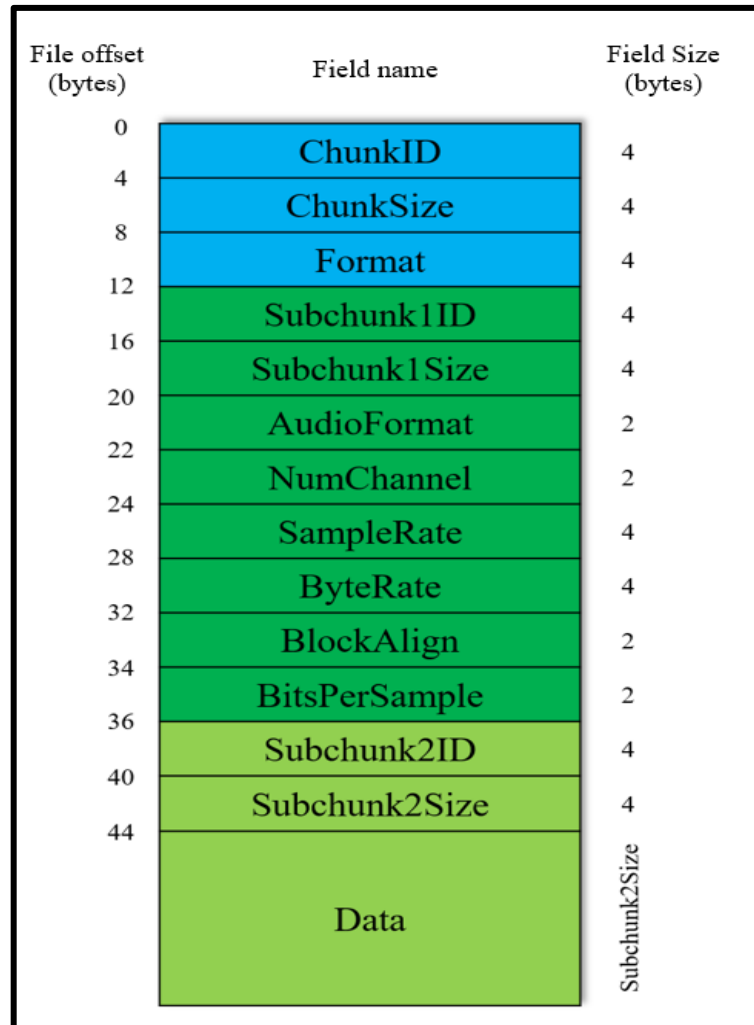 File offset
(bytes)
Field name
Field Size
(bytes)
0
ChunkID
4
4
ChunkSize
4
8
Format
4
12
Subchunk1ID
4
16
Subchunk1Size
4
20
AudioFormat
2
22
NumChannel
2
24
SampleRate
4
28
ByteRate
4
32
BlockAlign
2
34
BitsPerSample
2
36
Subchunk2ID
4
40
Subchunk2Size
4
44
Data
Subchunk2Size